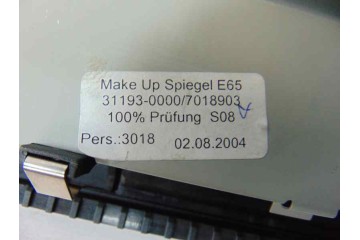 Make Up Spiegel E65
31193-0000/7018903
100% Prüfung S08
Pers.:3018 02.08.2004